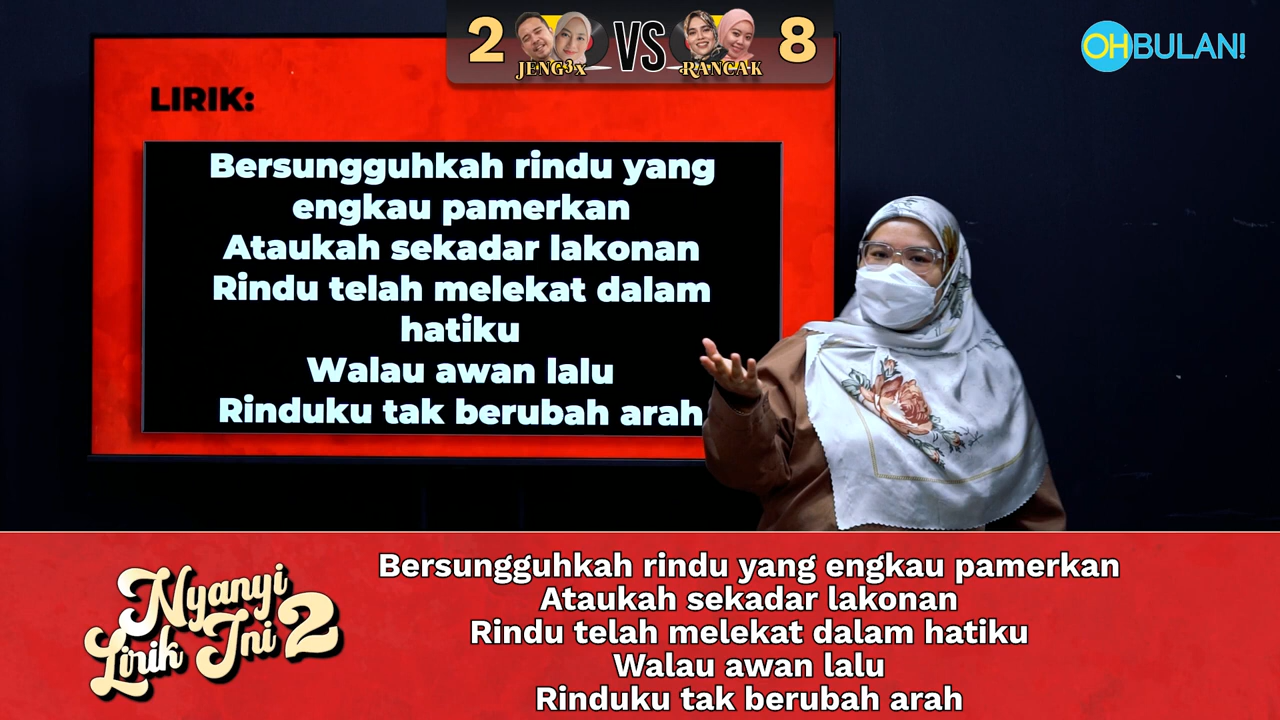 2 JENG3X VS RANCAK 8
OHBULAN!
LIRIK:
Bersungguhkah rindu yang
engkau pamerkan
Ataukah sekadar lakonan
Rindu telah melekat dalam
hatiku
Walau awan lalu
Rinduku tak berubah arah
Nyanyi
Lirik Ini 2
Bersungguhkah rindu yang engkau pamerkan
Ataukah sekadar lakonan
Rindu telah melekat dalam hatiku
Walau awan lalu
Rinduku tak berubah arah